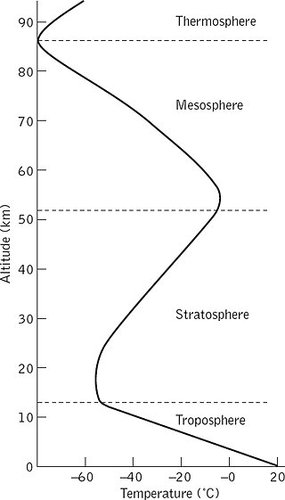 90
Thermosphere
80
Mesosphere
70
60
50
Altitude (km)
40
30
Stratosphere
20
10
Troposphere
0
−60 −40 −20 −0 20
Temperature (°C)